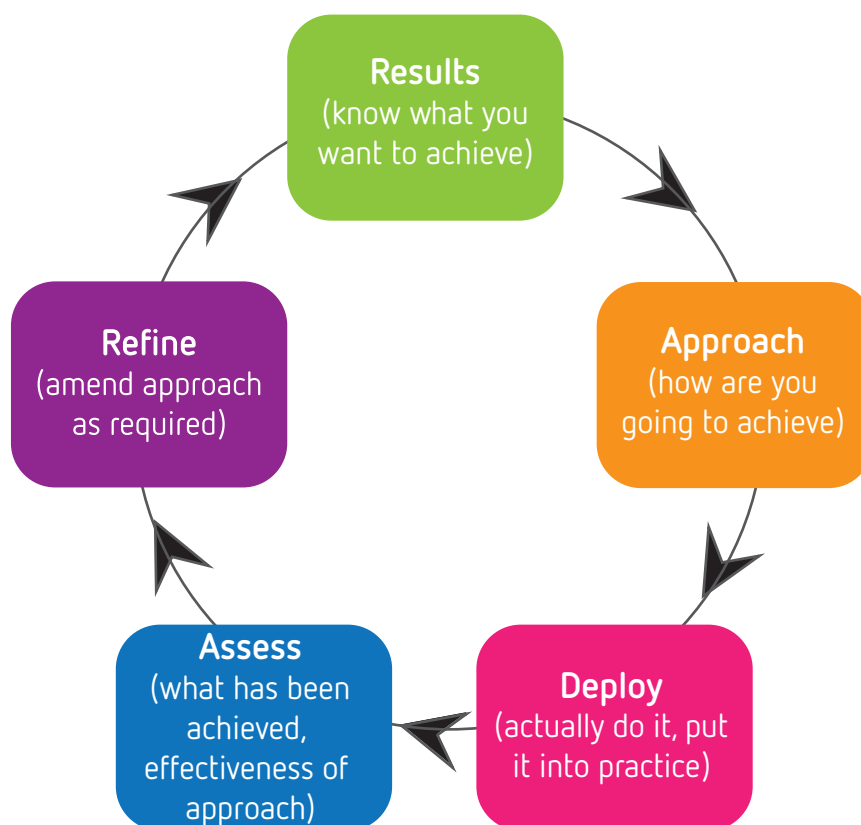 Results
(know what you
want to achieve)
Approach
(how are you
going to achieve)
Deploy
(actually do it, put
it into practice)
Assess
(what has been
achieved,
effectiveness of
approach)
Refine
(amend approach
as required)